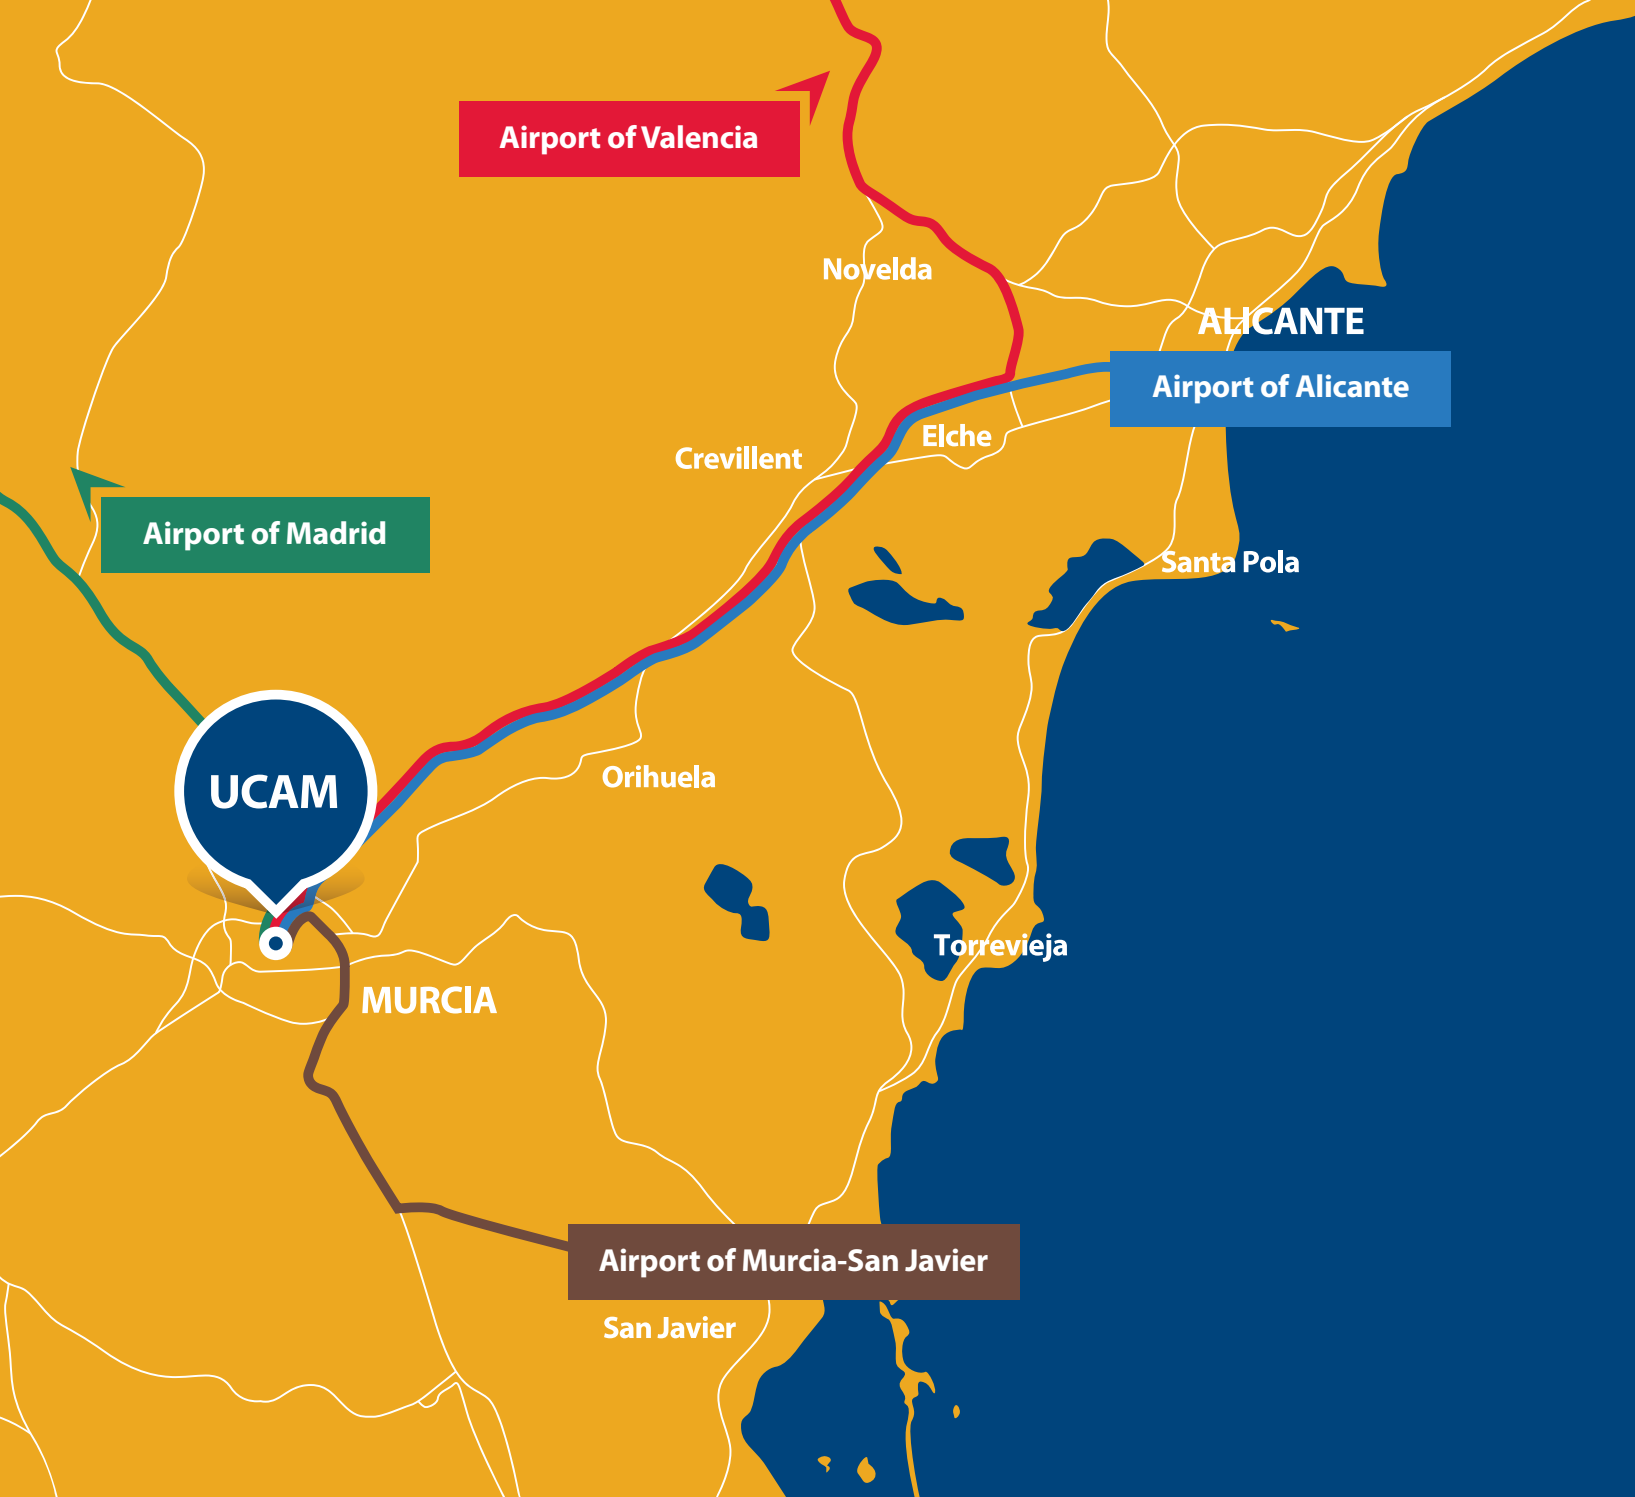 Airport of Valencia
Novelda
ALICANTE
Airport of Alicante
Elche
Crevillent
Airport of Madrid
Santa Pola
UCAM
Orihuela
Torrevieja
MURCIA
Airport of Murcia-San Javier
San Javier